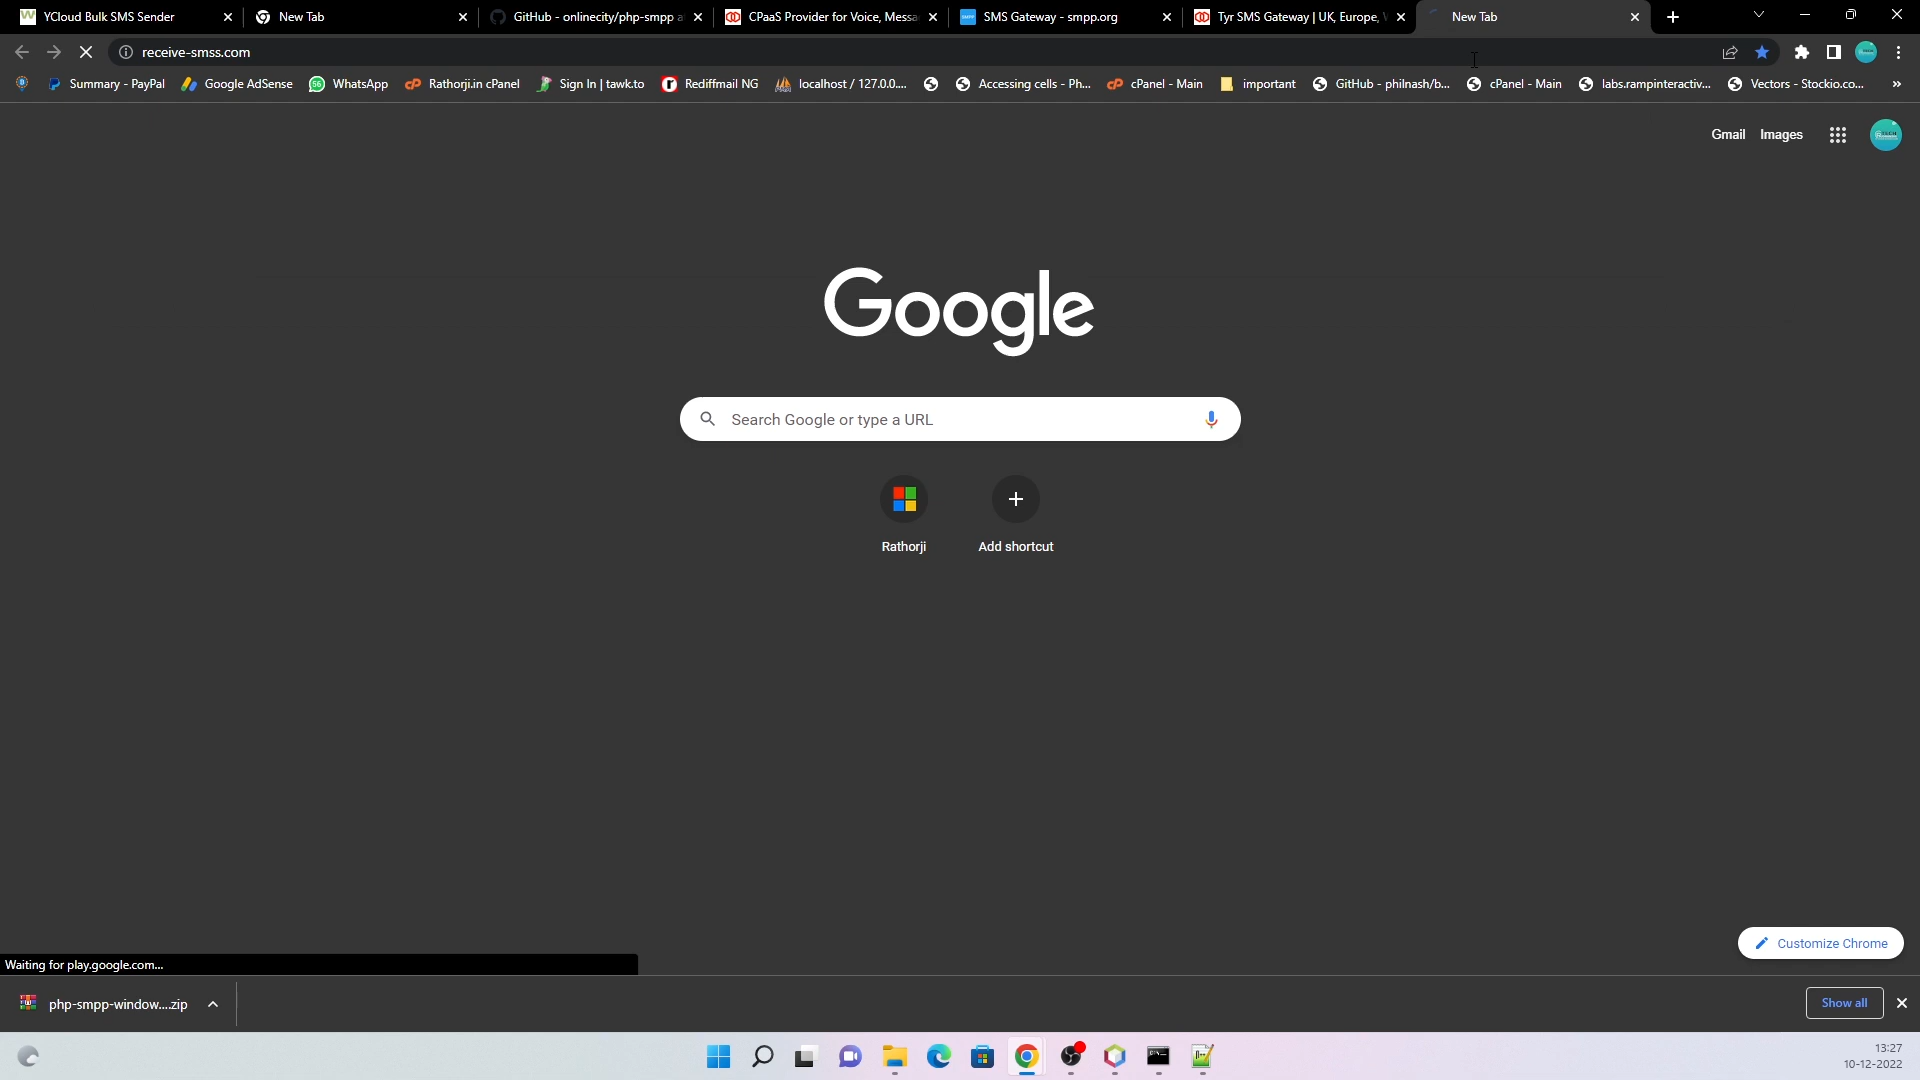 YCloud Bulk SMS Sender
New Tab
GitHub - onlinecity/php-smpp a
CPaaS Provider for Voice, Messa
SMS Gateway - smpp.org
Tyr SMS Gateway | UK, Europe,
New Tab
receive-smss.com
Summary - PayPal
Google AdSense
WhatsApp
Rathorji.in cPanel
Sign In | tawk.to
Rediffmail NG
localhost / 127.0.0....
Accessing cells - Ph...
cPanel - Main
important
GitHub - philnash/b...
cPanel - Main
labs.rampinteractiv...
Vectors - Stockio.co...
»
Gmail
Images
Google
Search Google or type a URL
Rathorji
Add shortcut
Customize Chrome
Waiting for play.google.com...
php-smpp-window....zip
Show all
13:27
10-12-2022